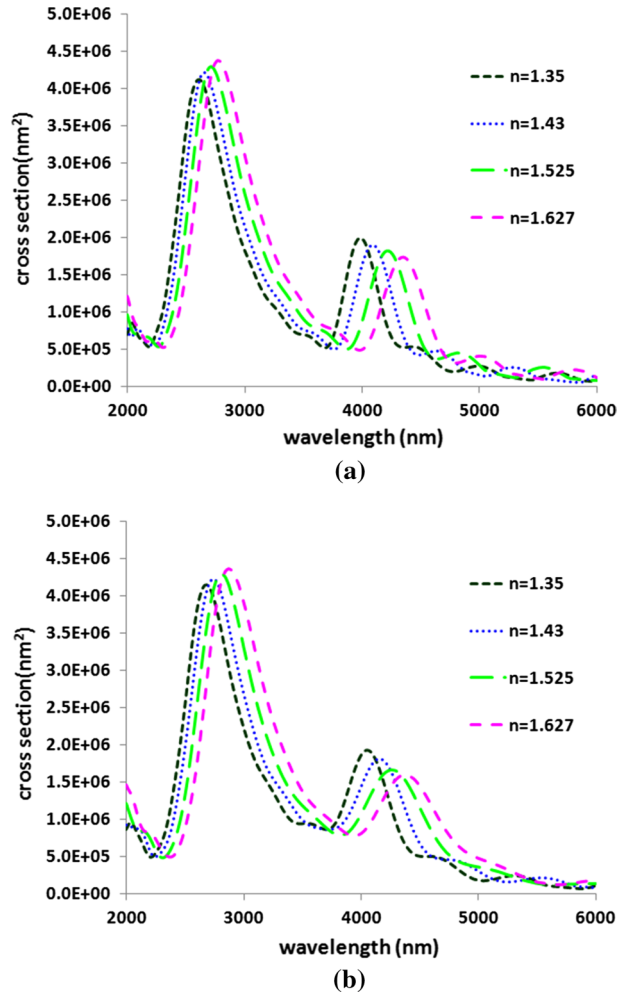 5.0E+06
4.5E+06
4.0E+06
3.5E+06
3.0E+06
2.5E+06
2.0E+06
1.5E+06
1.0E+06
5.0E+05
0.0E+00
cross section(nm²)
n=1.35
n=1.43
n=1.525
n=1.627
2000 3000 4000 5000 6000
wavelength (nm)
(a)
5.0E+06
4.5E+06
4.0E+06
3.5E+06
3.0E+06
2.5E+06
2.0E+06
1.5E+06
1.0E+06
5.0E+05
0.0E+00
cross section(nm²)
n=1.35
n=1.43
n=1.525
n=1.627
2000 3000 4000 5000 6000
wavelength (nm)
(b)